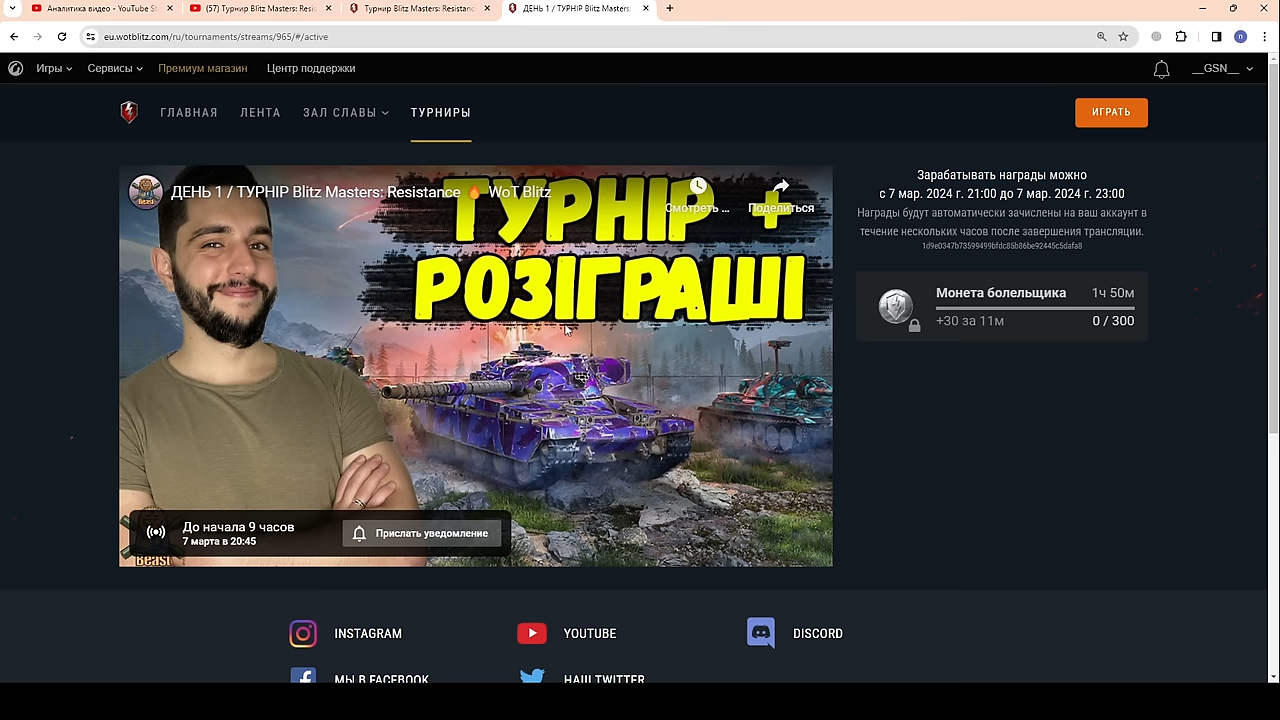 Аналитика видео - YouTube St
(57) Турнир Blitz Masters: Resis
Турнир Blitz Masters: Resistanc
ДЕНЬ 1 / ТУРНІР Blitz Masters:
eu.wotblitz.com/ru/tournaments/streams/965/#/active
n
Игры
Сервисы
Премиум магазин
Центр поддержки
__GSN__
ГЛАВНАЯ
ЛЕНТА
ЗАЛ СЛАВЫ
ТУРНИРЫ
ИГРАТЬ
ДЕНЬ 1 / ТУРНІР Blitz Masters: Resistance 🔥 WoT Blitz
Смотреть ...
Поделиться
ТУРНІР +
РОЗІГРАШІ
До начала 9 часов
7 марта в 20:45
Прислать уведомление
Beast
Зарабатывать награды можно
с 7 мар. 2024 г. 21:00 до 7 мар. 2024 г. 23:00
Награды будут автоматически зачислены на ваш аккаунт в
течение нескольких часов после завершения трансляции.
1d9e0347b73599499bfdc85b86be92445c5dafa8
Монета болельщика 1ч 50м
+30 за 11м 0 / 300
INSTAGRAM
YOUTUBE
DISCORD
МЫ В FACEBOOK
НАШ TWITTER